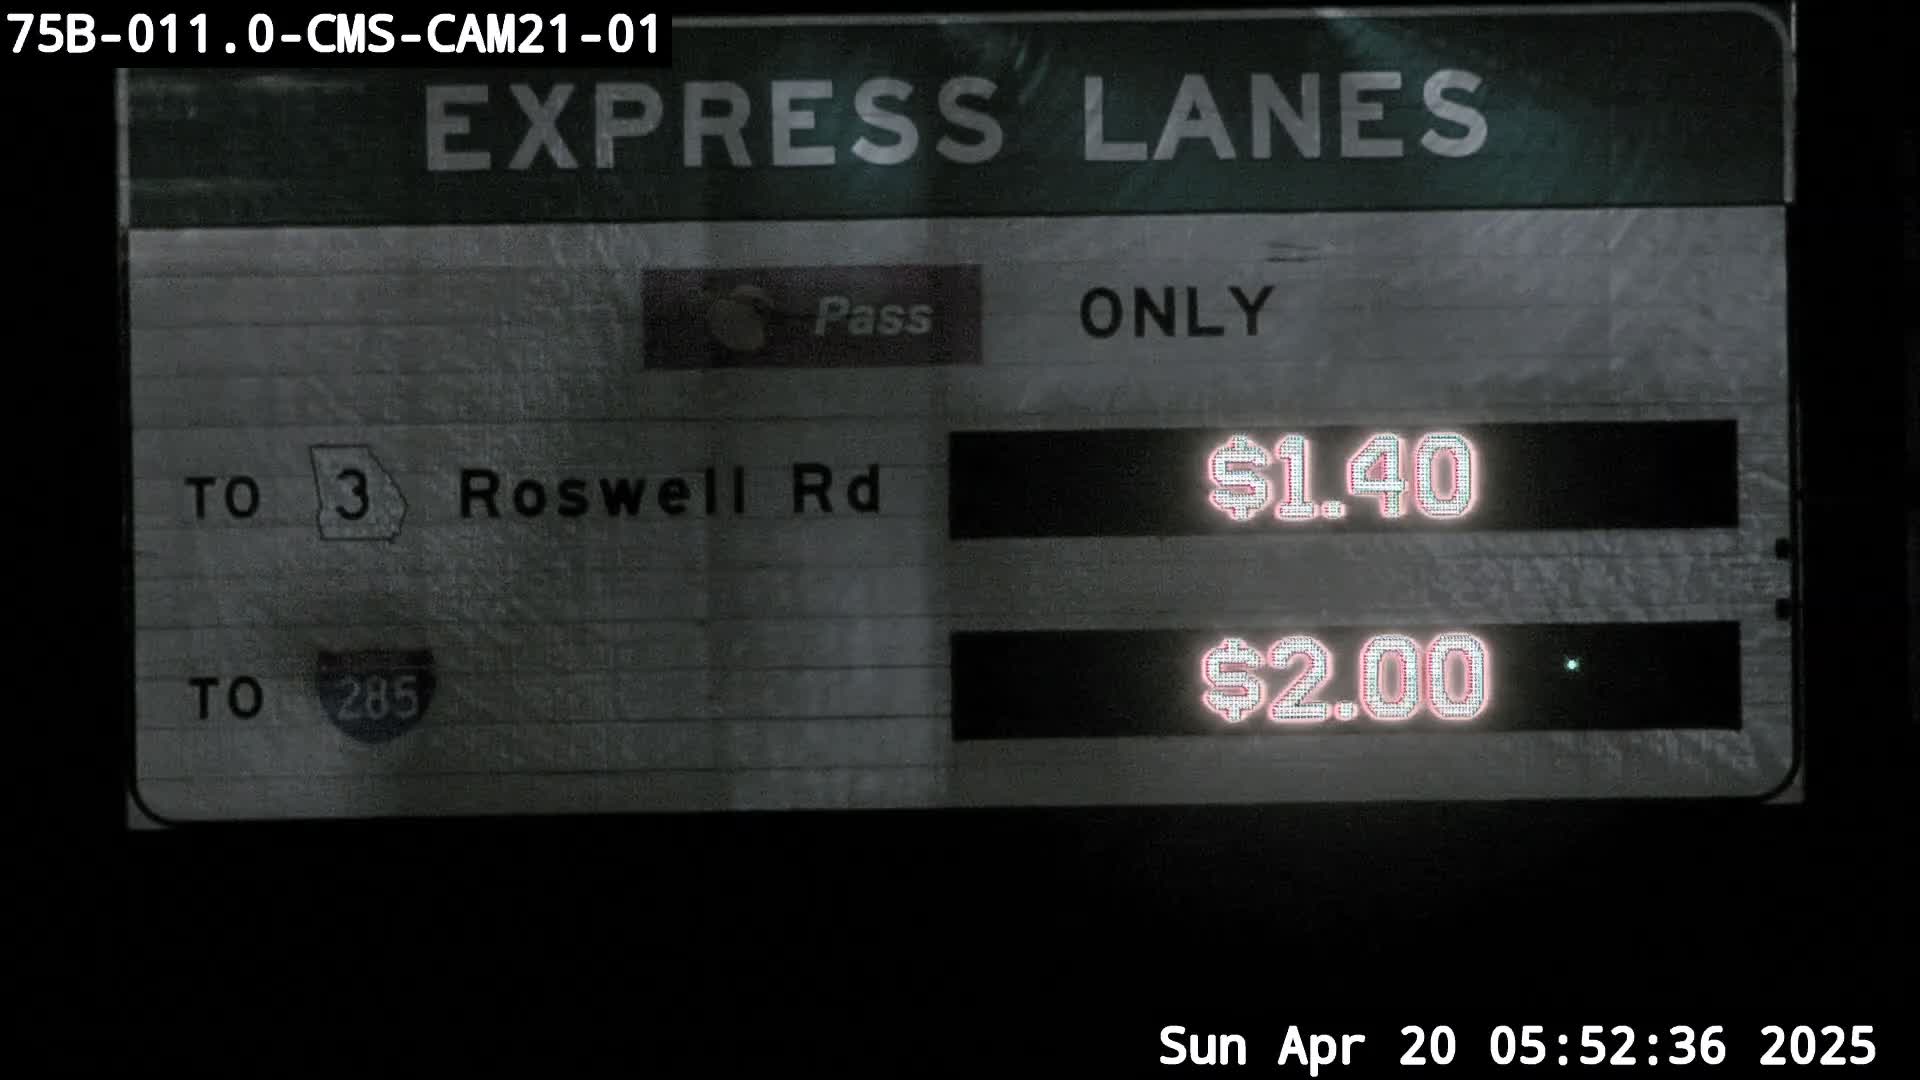 75B-011.0-CMS-CAM21-01
EXPRESS LANES
Pass ONLY
TO 3 Roswell Rd $1.40
TO 285 $2.00
Sun Apr 20 05:52:36 2025